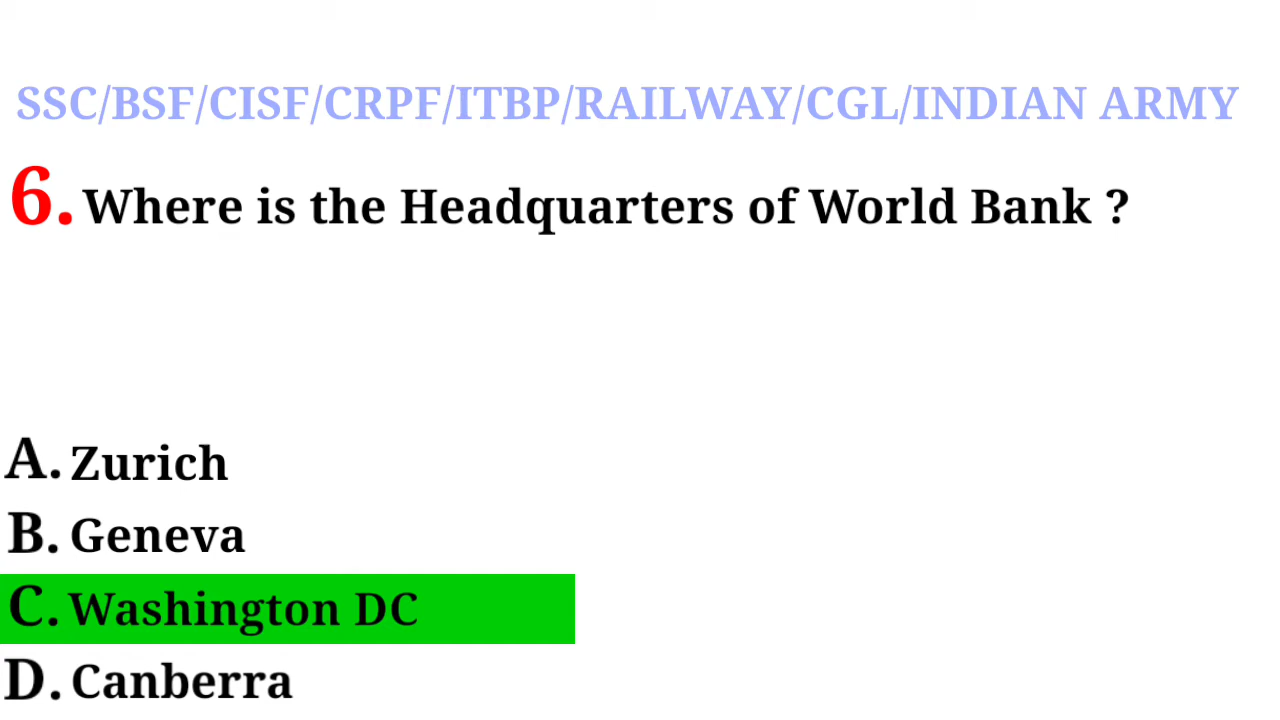 SSC/BSF/CISF/CRPF/ITBP/RAILWAY/CGL/INDIAN ARMY
6. Where is the Headquarters of World Bank ?
A. Zurich
B. Geneva
C. Washington DC
D. Canberra